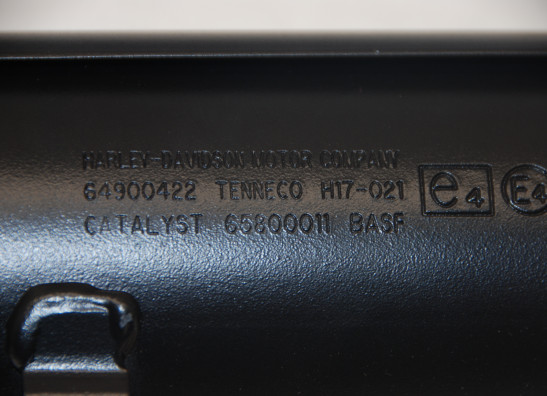 HARLEY-DAVIDSON MOTOR COMPANY
64900422 TENNECO H17-021 e4 E4
CATALYST 65800011 BASF